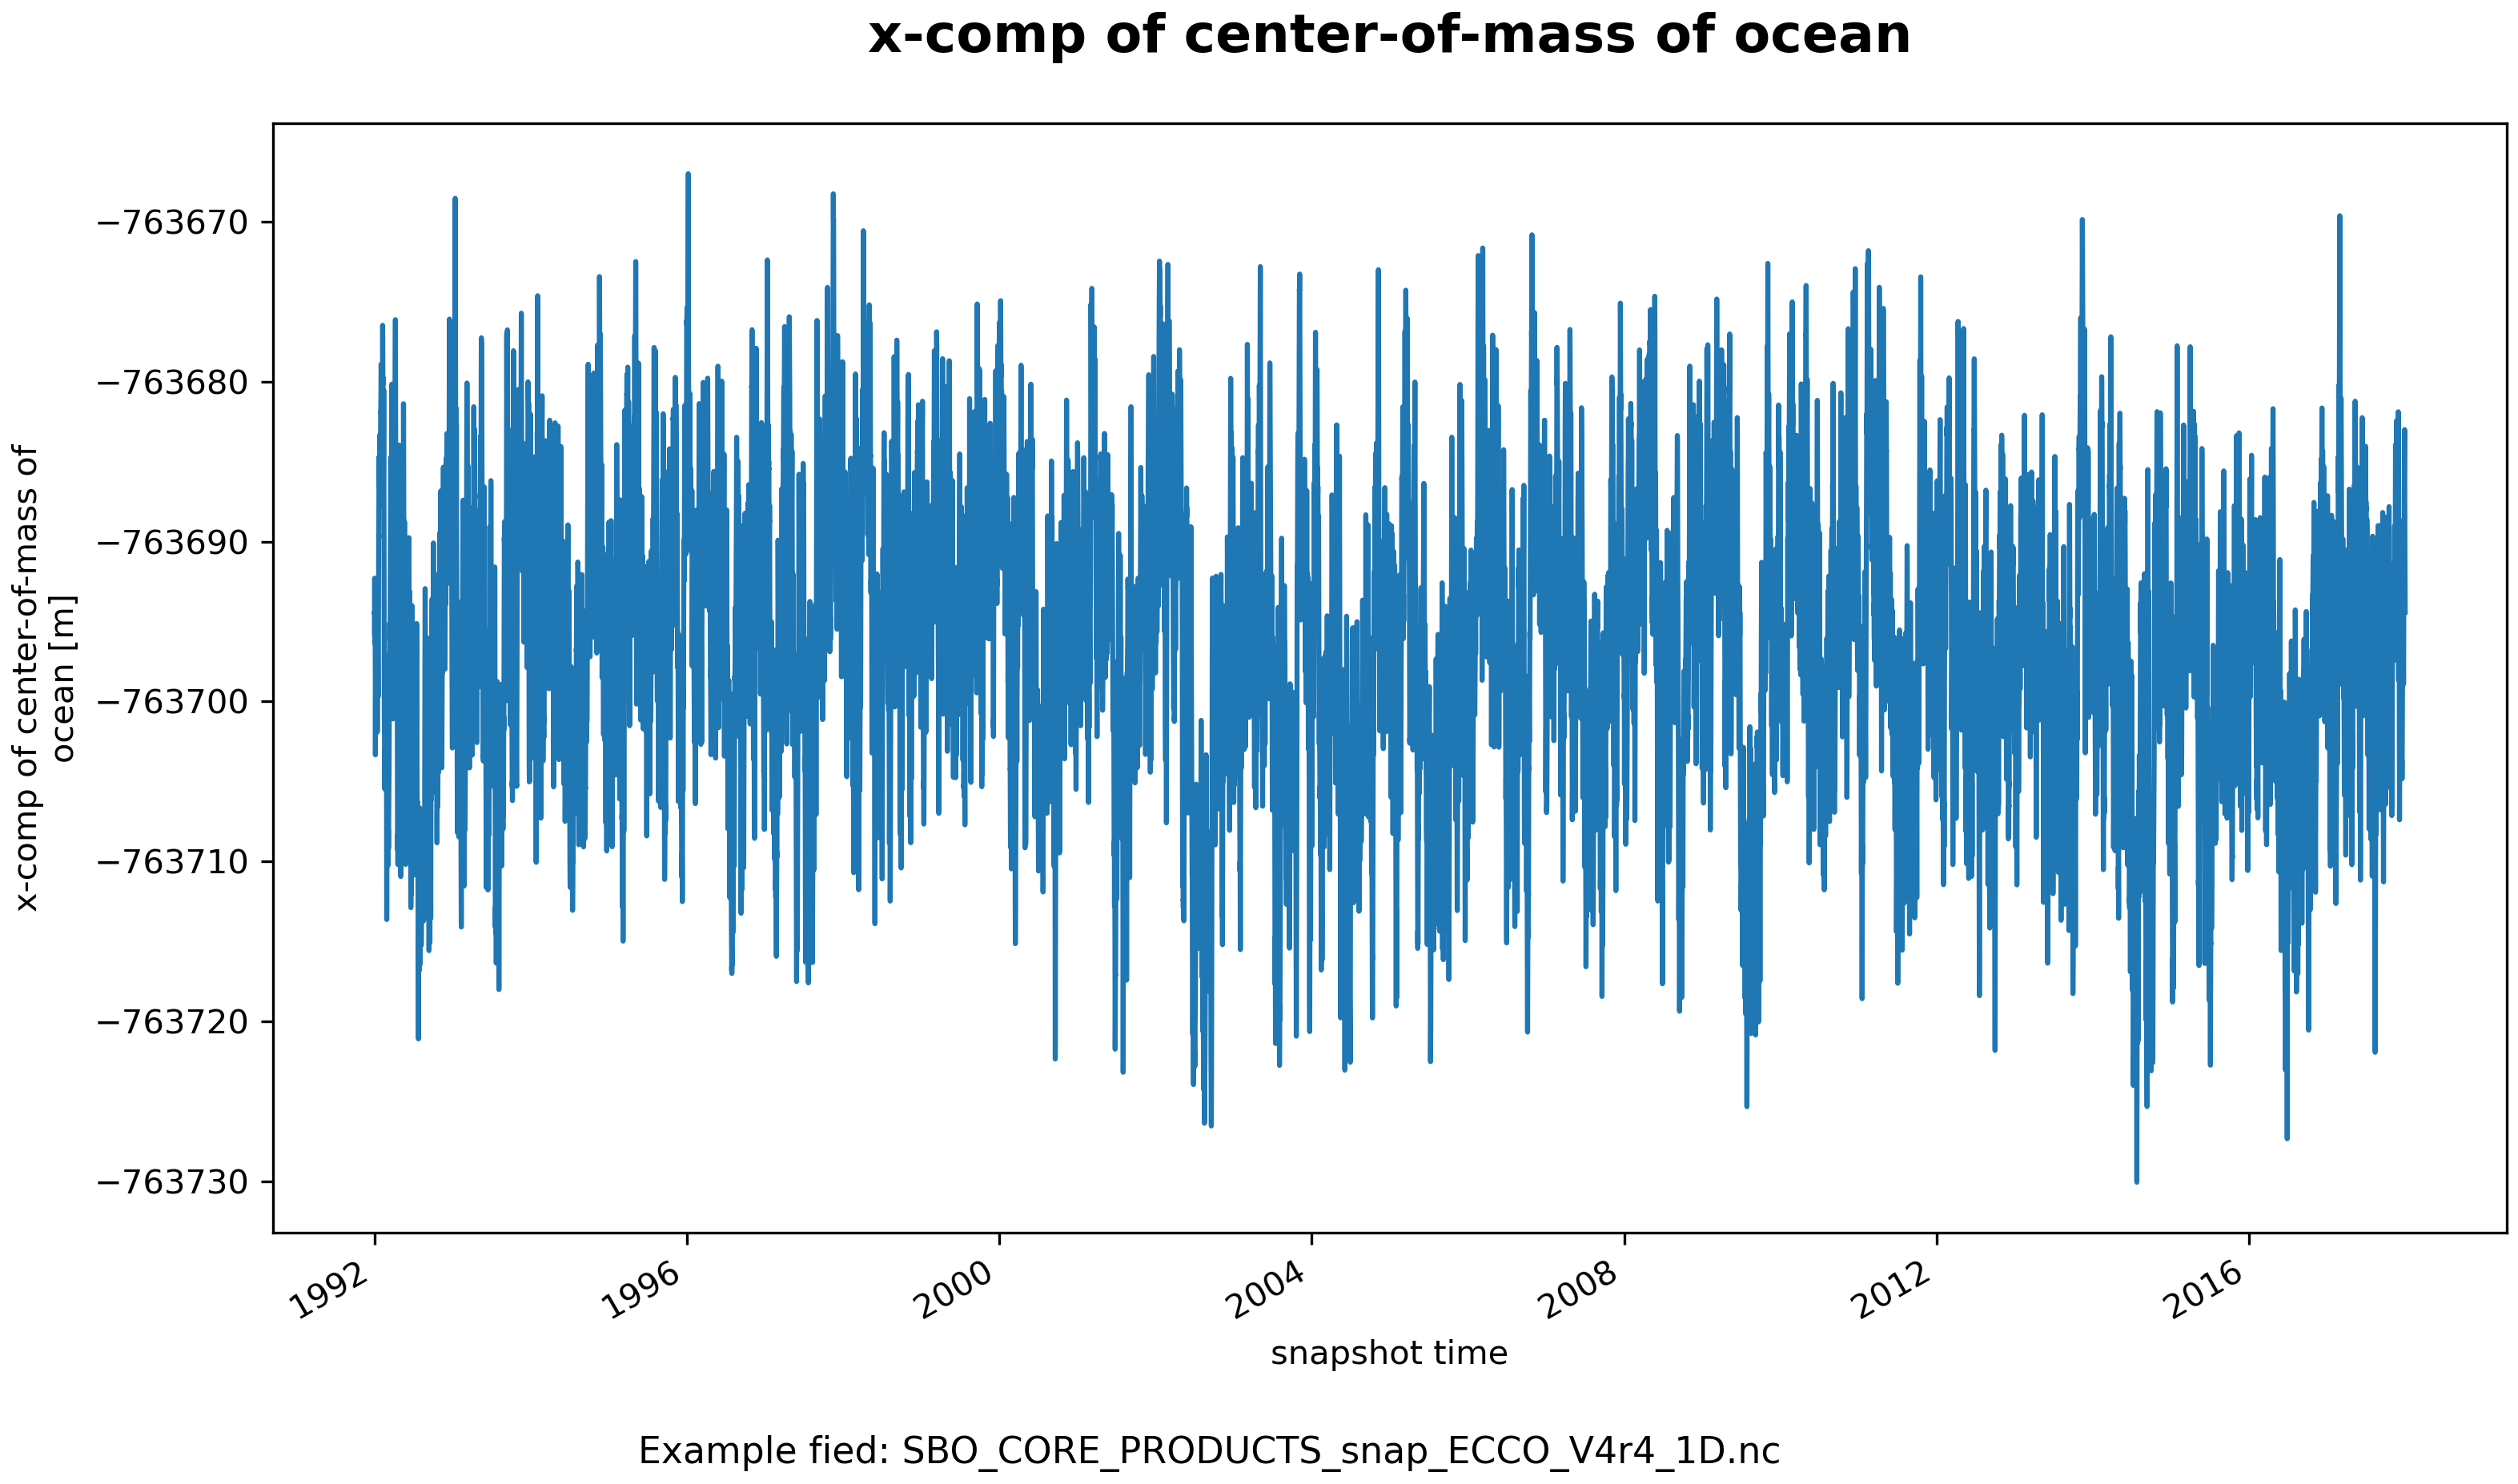 x-comp of center-of-mass of ocean
x-comp of center-of-mass of
ocean [m]
−763670
−763680
−763690
−763700
−763710
−763720
−763730
1992
1996
2000
2004
2008
2012
2016
snapshot time
Example fied: SBO_CORE_PRODUCTS_snap_ECCO_V4r4_1D.nc